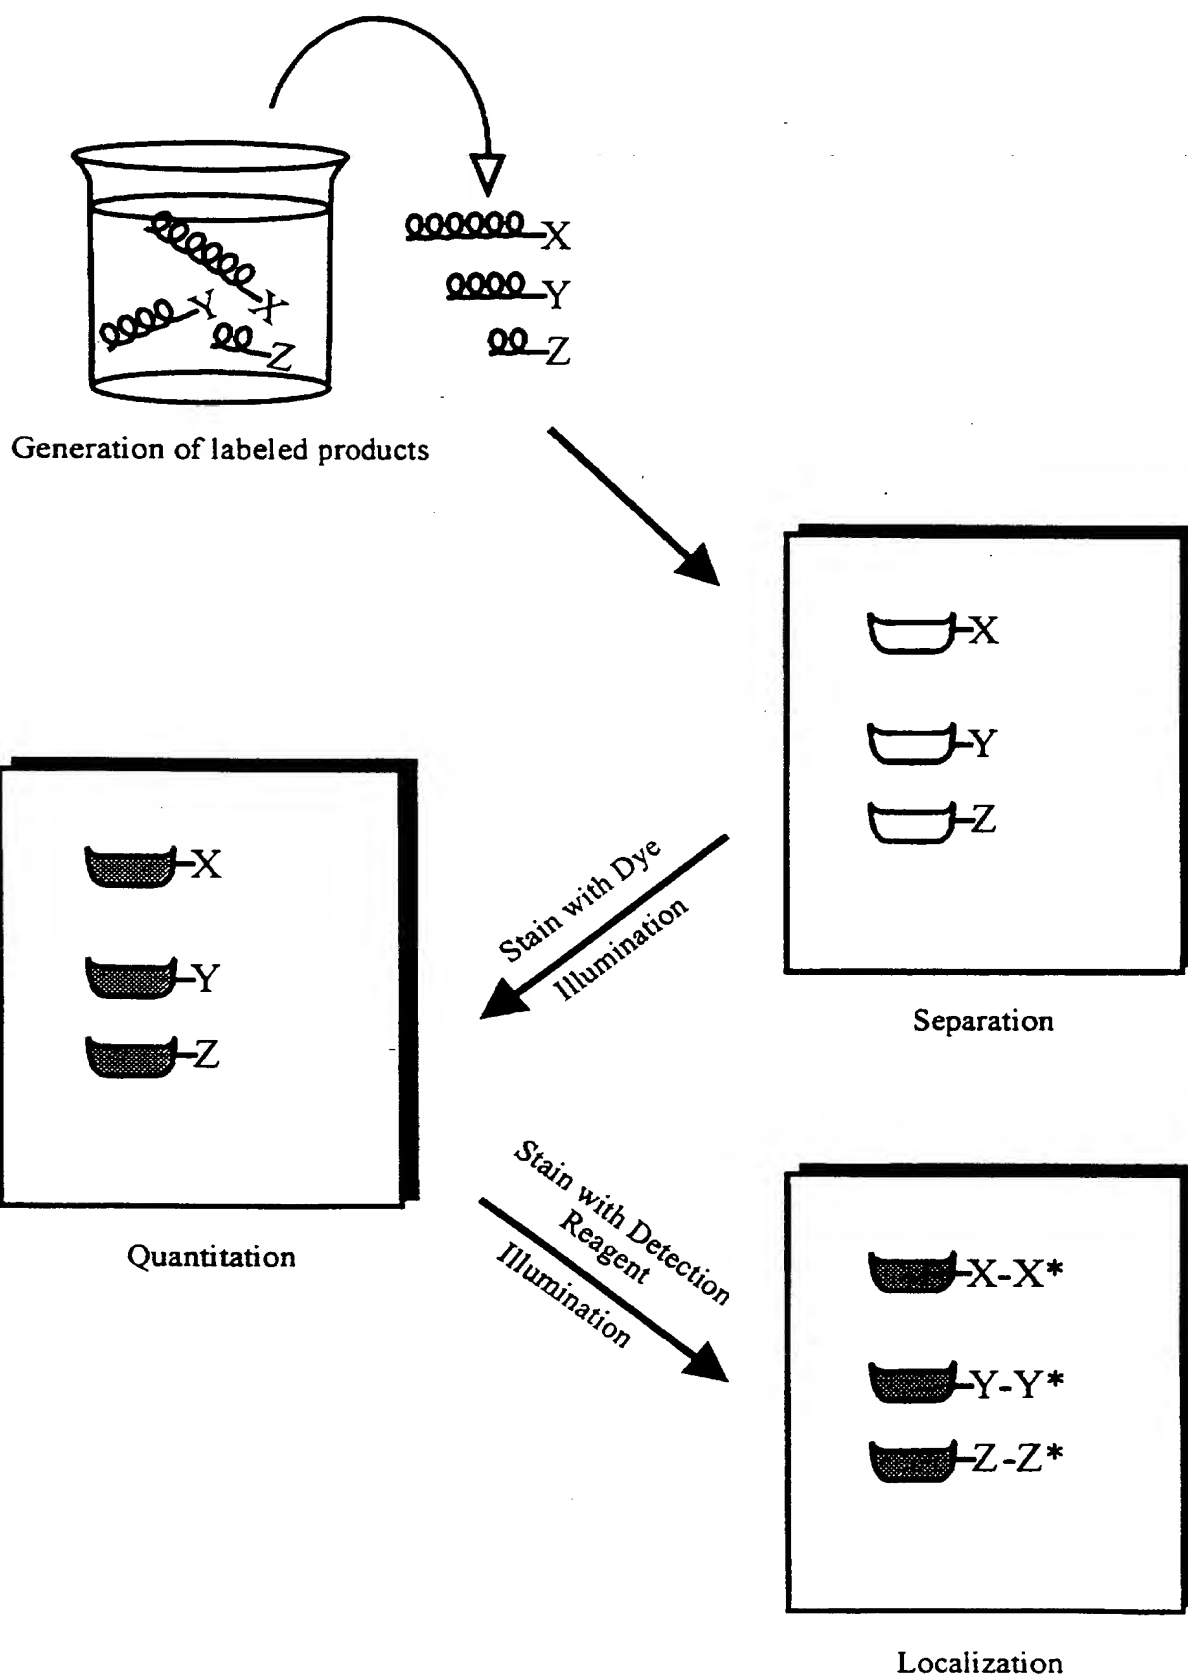 X
Y
X
Y
Z
Z
Generation of labeled products
X
Y
Z
Separation
Stain with Dye
Illumination
X
Y
Z
Quantitation
Stain with Detection
Reagent
Illumination
X-X*
Y-Y*
Z-Z*
Localization